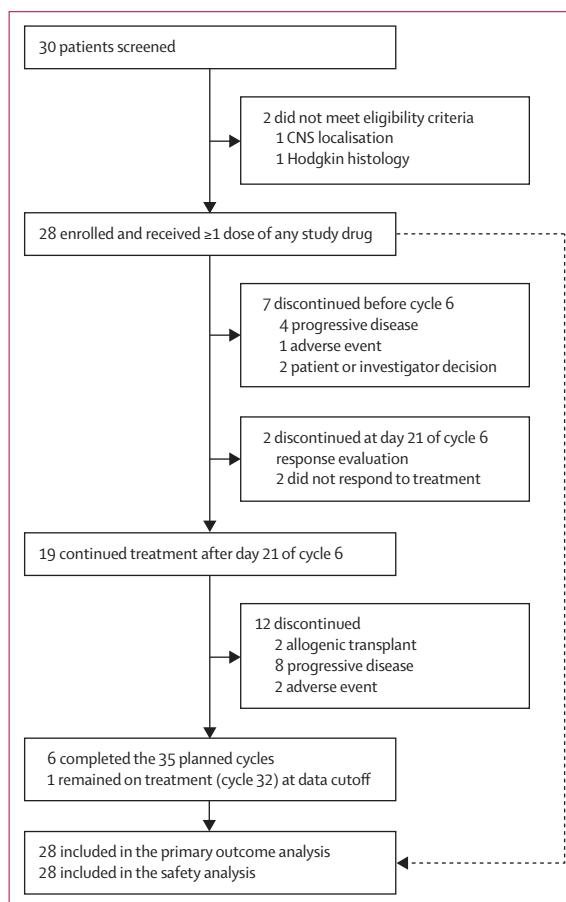 30 patients screened
2 did not meet eligibility criteria
1 CNS localisation
1 Hodgkin histology
28 enrolled and received ≥1 dose of any study drug
7 discontinued before cycle 6
4 progressive disease
1 adverse event
2 patient or investigator decision
2 discontinued at day 21 of cycle 6
response evaluation
2 did not respond to treatment
19 continued treatment after day 21 of cycle 6
12 discontinued
2 allogenic transplant
8 progressive disease
2 adverse event
6 completed the 35 planned cycles
1 remained on treatment (cycle 32) at data cutoff
28 included in the primary outcome analysis
28 included in the safety analysis